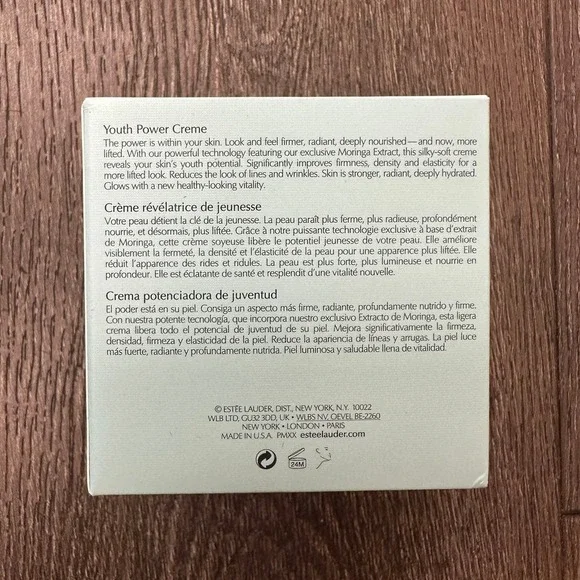 Youth Power Creme
The power is within your skin. Look and feel firmer, radiant, deeply nourished—and now, more
lifted. With our powerful technology featuring our exclusive Moringa Extract, this silky-soft creme
reveals your skin's youth potential. Significantly improves firmness, density and elasticity for a
more lifted look. Reduces the look of lines and wrinkles. Skin is stronger, radiant, deeply hydrated.
Glows with a new healthy-looking vitality.
Crème révélatrice de jeunesse
Votre peau détient la clé de la jeunesse. La peau paraît plus ferme, plus radieuse, profondément
nourrie, et désormais, plus liftée. Grâce à notre puissante technologie exclusive à base d'extrait
de Moringa, cette crème soyeuse libère le potentiel jeunesse de votre peau. Elle améliore
visiblement la fermeté, la densité et l'élasticité de la peau pour une apparence plus liftée. Elle
réduit l'apparence des rides et ridules. La peau est plus forte, plus lumineuse et nourrie en
profondeur. Elle est éclatante de santé et resplendit d'une vitalité nouvelle.
Crema potenciadora de juventud
El poder está en su piel. Consiga un aspecto más firme, radiante, profundamente nutrido y firme.
Con nuestra potente tecnología, que incorpora nuestro exclusivo Extracto de Moringa, esta ligera
crema libera todo el potencial de juventud de su piel. Mejora significativamente la firmeza,
densidad, firmeza y elasticidad de la piel. Reduce la apariencia de líneas y arrugas. La piel luce
más fuerte, radiante y profundamente nutrida. Piel luminosa y saludable llena de vitalidad.
© ESTÉE LAUDER, DIST., NEW YORK, N.Y. 10022
WLB LTD, GU32 3DD, UK • WLBS NV. OEVEL BE-2260
NEW YORK • LONDON • PARIS
MADE IN U.S.A. PMXX esteelauder.com
24M